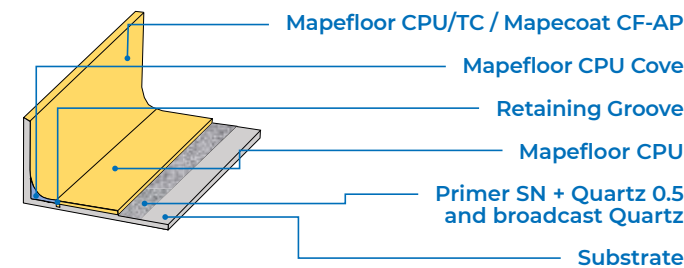 Mapefloor CPU/TC / Mapecoat CF-AP
Mapefloor CPU Cove
Retaining Groove
Mapefloor CPU
Primer SN + Quartz 0.5
and broadcast Quartz
Substrate